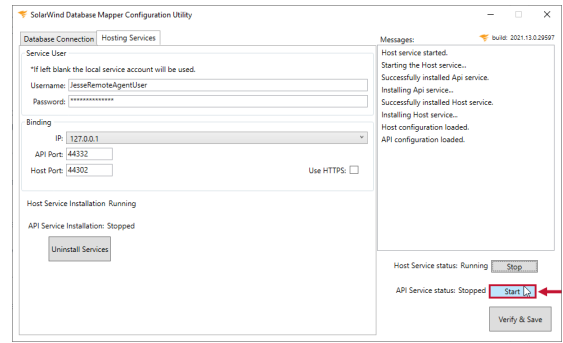 SolarWind Database Mapper Configuration Utility
Database Connection
Hosting Services
Service User
*If left blank the local service account will be used.
Username: JesseRemoteAgentUser
Password: **************
Binding
IP: 127.0.0.1
API Port: 44332
Host Port: 44302
Use HTTPS:
Host Service Installation Running
API Service Installation: Stopped
Uninstall Services
Messages:
build: 2021.13.0.29597
Host service started.
Starting the Host service...
Successfully installed Api service.
Installing Api service...
Successfully installed Host service.
Installing Host service...
Host configuration loaded.
API configuration loaded.
Host Service status: Running Stop
API Service status: Stopped Start
Verify & Save